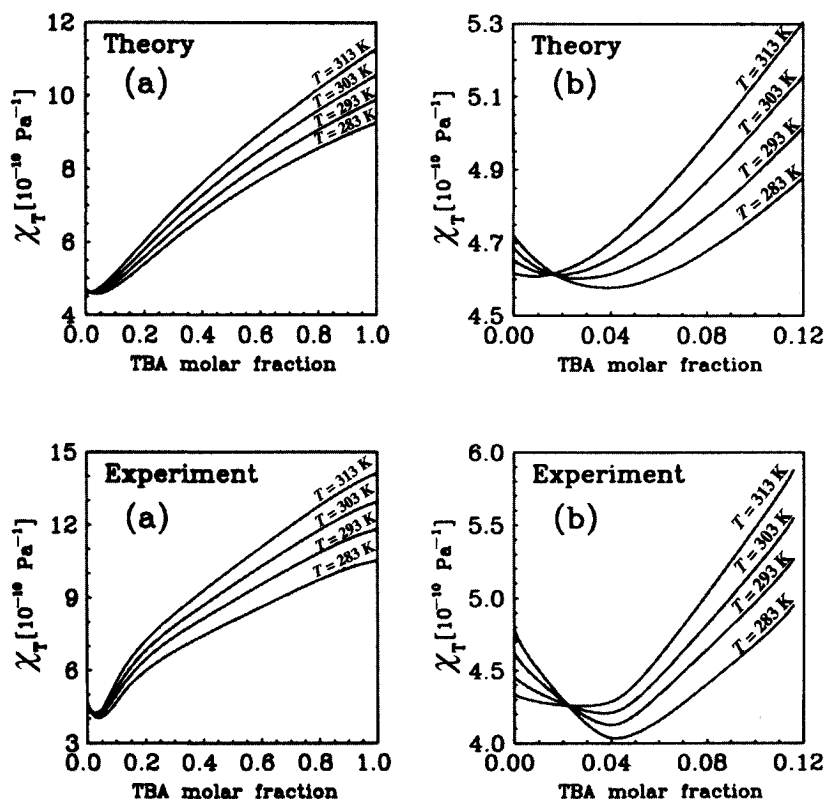 Theory
(a)
T = 313 K
T = 303 K
T = 293 K
T = 283 K
12
10
8
6
4
χT [10⁻¹⁰ Pa⁻¹]
0.0 0.2 0.4 0.6 0.8 1.0
TBA molar fraction
Theory
(b)
T = 313 K
T = 303 K
T = 293 K
T = 283 K
5.3
5.1
4.9
4.7
4.5
χT [10⁻¹⁰ Pa⁻¹]
0.00 0.04 0.08 0.12
TBA molar fraction
Experiment
(a)
T = 313 K
T = 303 K
T = 293 K
T = 283 K
15
12
9
6
3
χT [10⁻¹⁰ Pa⁻¹]
0.0 0.2 0.4 0.6 0.8 1.0
TBA molar fraction
Experiment
(b)
T = 313 K
T = 303 K
T = 293 K
T = 283 K
6.0
5.5
5.0
4.5
4.0
χT [10⁻¹⁰ Pa⁻¹]
0.00 0.04 0.08 0.12
TBA molar fraction